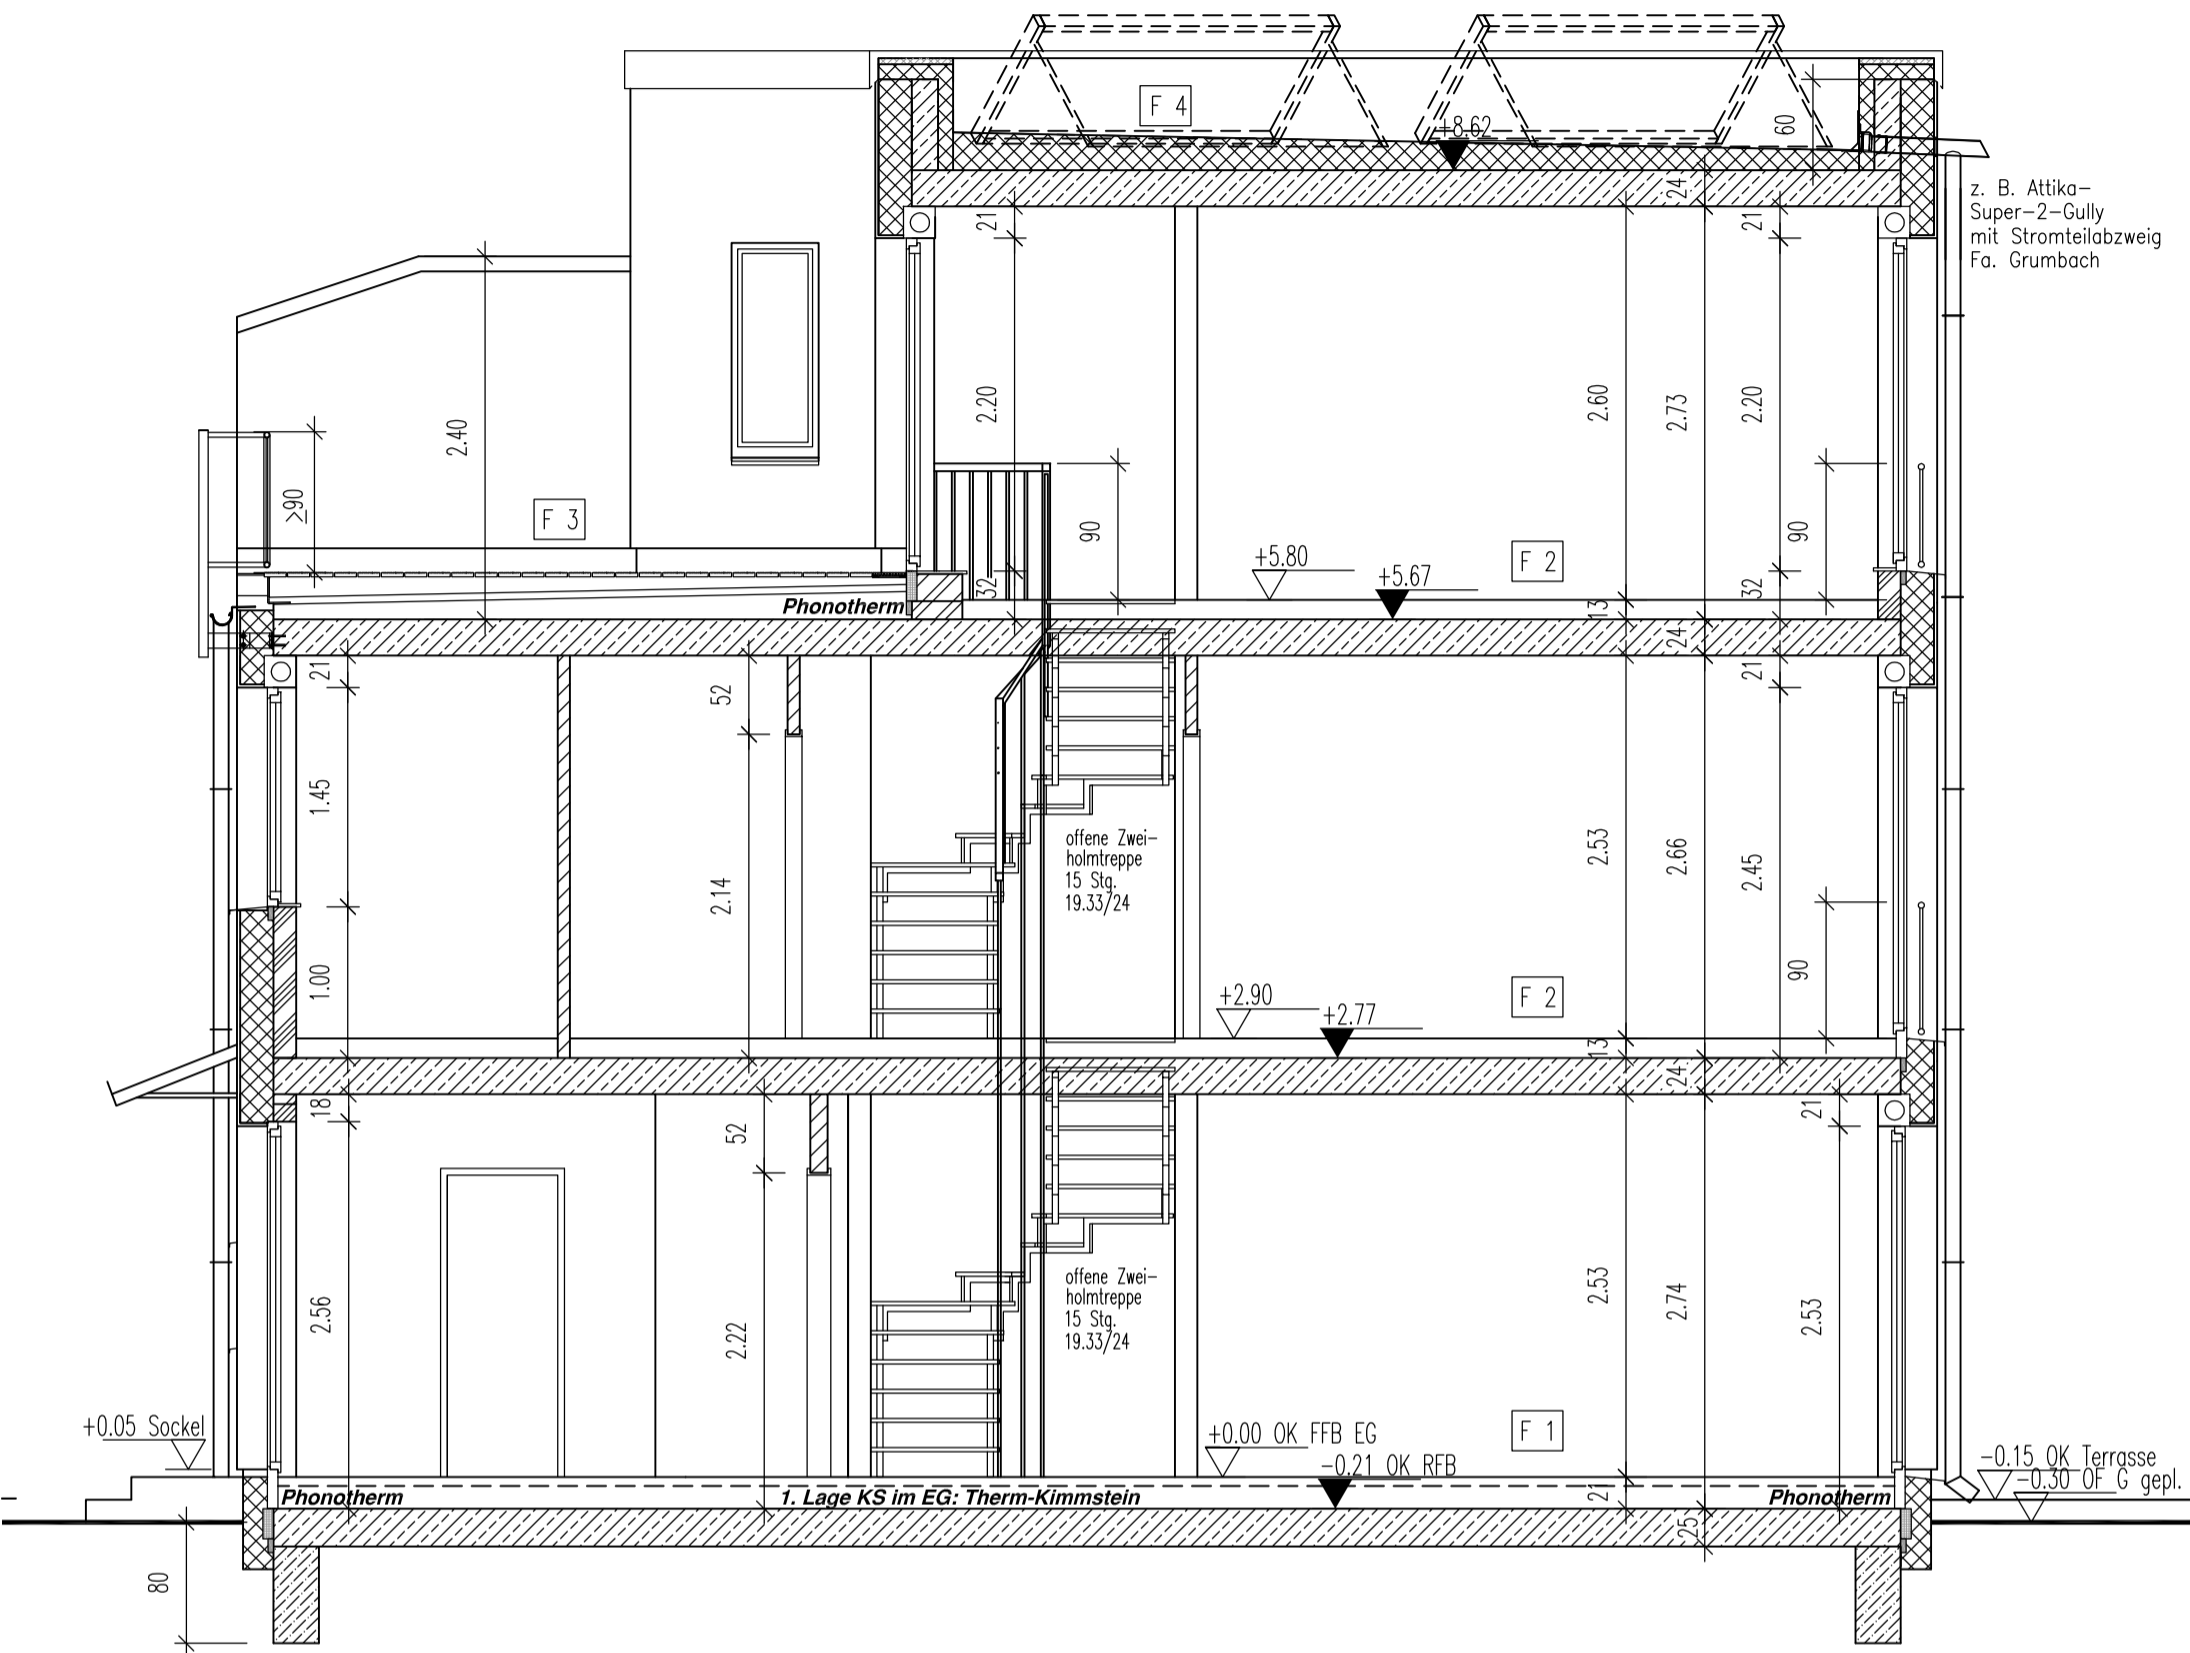 F 4
+8.62
60
z. B. Attika-
Super-2-Gully
mit Stromteilabzweig
Fa. Grumbach
24
21
21
2.40
2.20
2.60
2.73
2.20
≥90
F 3
90
90
+5.80
F 2
+5.67
32
32
Phonotherm
13
24
21
21
52
1.45
2.14
offene Zwei-
holmtreppe
15 Stg.
19.33/24
2.53
2.66
2.45
1.00
90
+2.90
F 2
+2.77
13
24
18
21
52
offene Zwei-
holmtreppe
15 Stg.
19.33/24
2.56
2.22
2.53
2.74
2.53
+0.05 Sockel
+0.00 OK FFB EG
F 1
-0.21 OK RFB
-0.15 OK Terrasse
-0.30 OF G gepl.
Phonotherm
1. Lage KS im EG: Therm-Kimmstein
Phonotherm
21
25
80